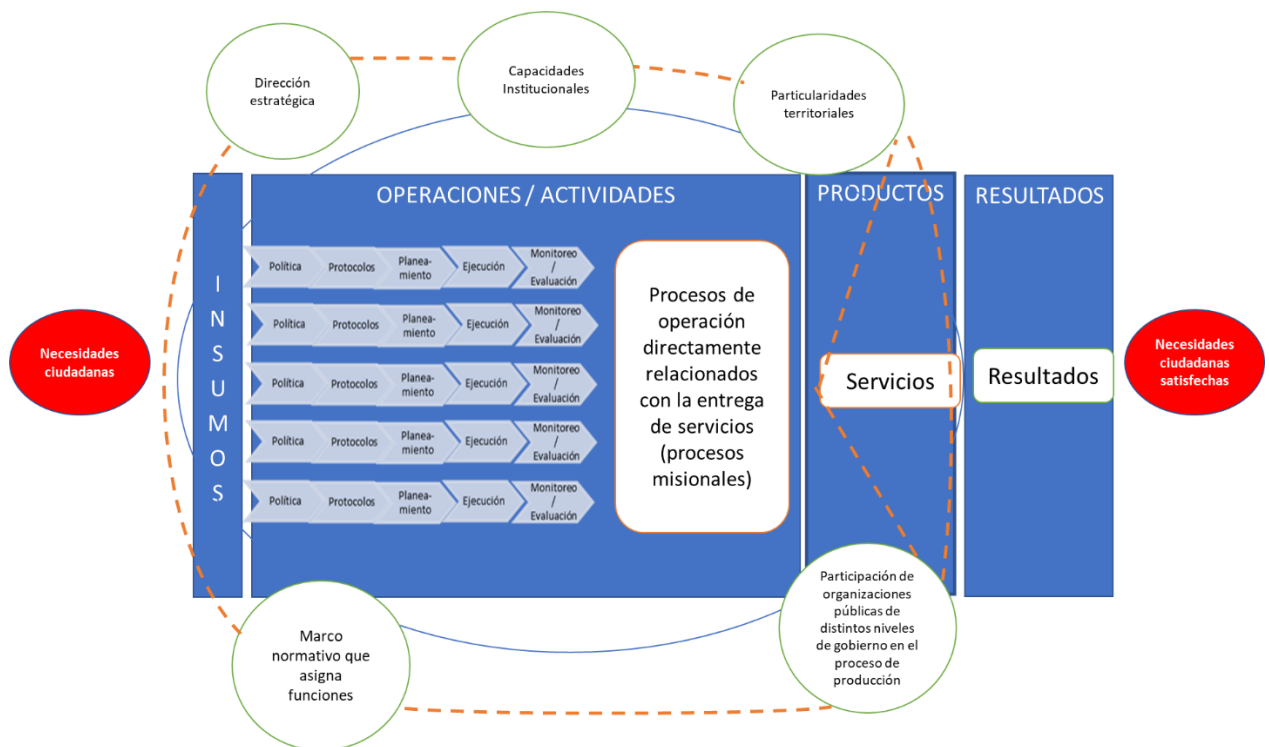 Dirección
estratégica
Capacidades
Institucionales
Particularidades
territoriales
OPERACIONES / ACTIVIDADES
PRODUCTOS
RESULTADOS
I
N
S
U
M
O
S
Necesidades
ciudadanas
Política
Protocolos
Planea-
miento
Ejecución
Monitoreo
/
Evaluación
Política
Protocolos
Planea-
miento
Ejecución
Monitoreo
/
Evaluación
Política
Protocolos
Planea-
miento
Ejecución
Monitoreo
/
Evaluación
Política
Protocolos
Planea-
miento
Ejecución
Monitoreo
/
Evaluación
Política
Protocolos
Planea-
miento
Ejecución
Monitoreo
/
Evaluación
Procesos de
operación
directamente
relacionados
con la entrega
de servicios
(procesos
misionales)
Servicios
Resultados
Necesidades
ciudadanas
satisfechas
Marco
normativo que
asigna
funciones
Participación de
organizaciones
públicas de
distintos niveles
de gobierno en el
proceso de
producción